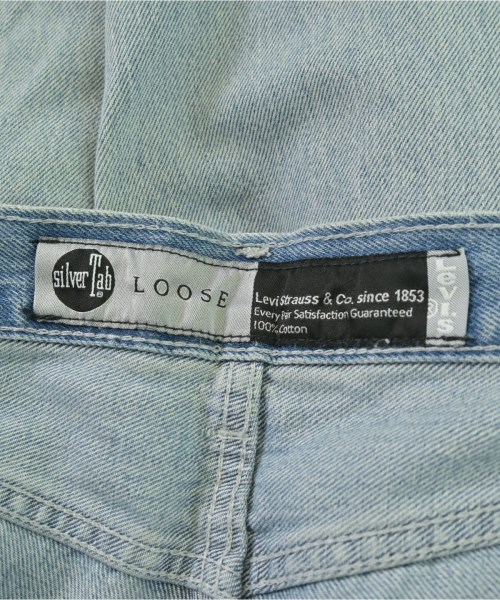 silver Tab ®
LOOSE
Levi Strauss & Co. since 1853
Every Pair Satisfaction Guaranteed
100% Cotton
Levi's ®